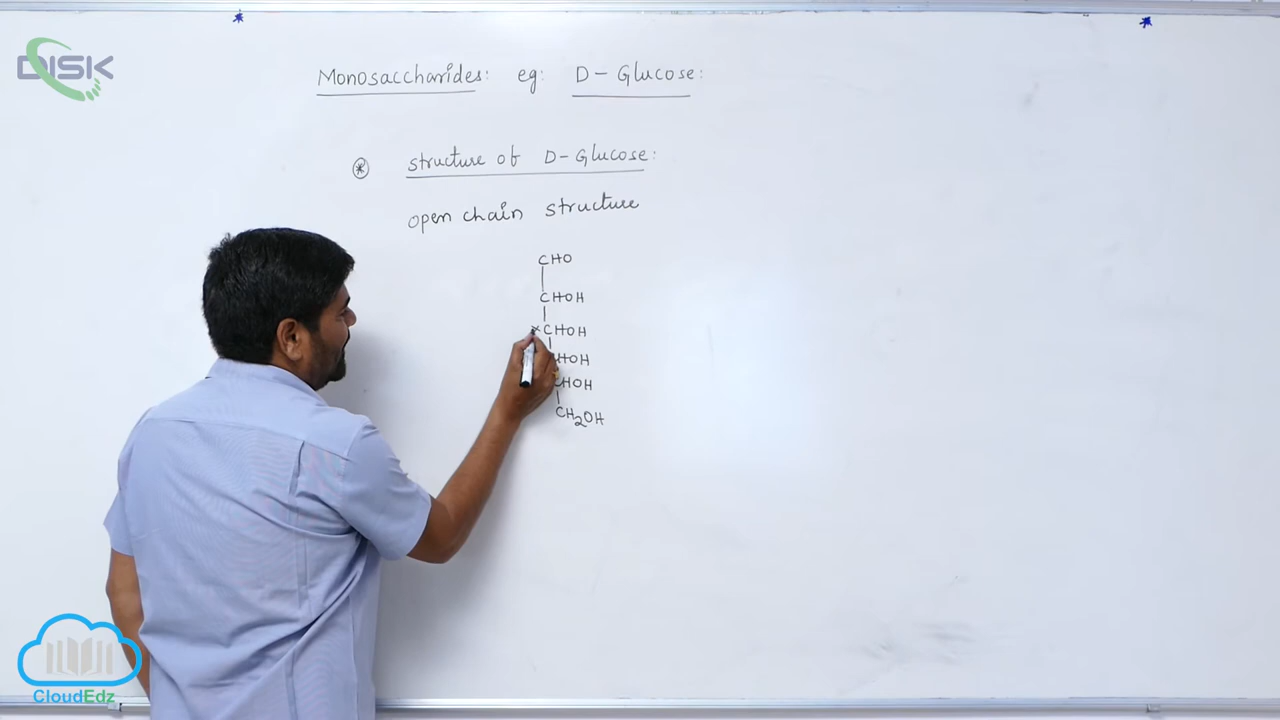 DISK
Monosaccharides: eg: D-Glucose:
* structure of D-Glucose:
open chain structure
CHO
CHOH
*CHOH
CHOH
CHOH
CH2OH
CloudEdz